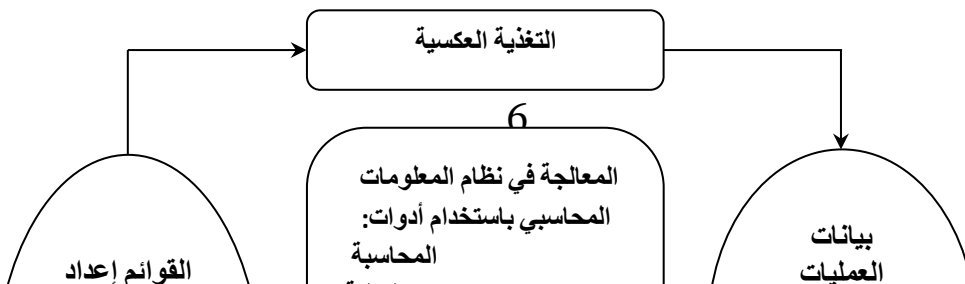 التغذية العكسية
6
المعالجة في نظام المعلومات
المحاسبي باستخدام أدوات:
المحاسبة
بيانات
العمليات
القوائم إعداد